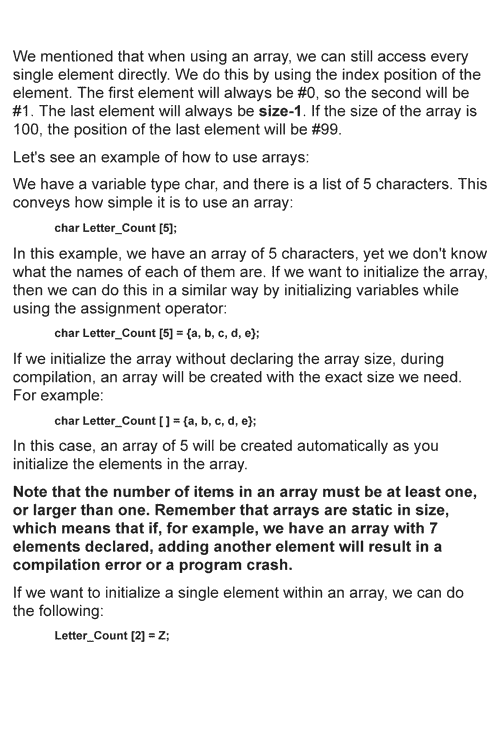 We mentioned that when using an array, we can still access every
single element directly. We do this by using the index position of the
element. The first element will always be #0, so the second will be
#1. The last element will always be size-1. If the size of the array is
100, the position of the last element will be #99.
Let's see an example of how to use arrays:
We have a variable type char, and there is a list of 5 characters. This
conveys how simple it is to use an array:
char Letter_Count [5];
In this example, we have an array of 5 characters, yet we don't know
what the names of each of them are. If we want to initialize the array,
then we can do this in a similar way by initializing variables while
using the assignment operator:
char Letter_Count [5] = {a, b, c, d, e};
If we initialize the array without declaring the array size, during
compilation, an array will be created with the exact size we need.
For example:
char Letter_Count [ ] = {a, b, c, d, e};
In this case, an array of 5 will be created automatically as you
initialize the elements in the array.
Note that the number of items in an array must be at least one,
or larger than one. Remember that arrays are static in size,
which means that if, for example, we have an array with 7
elements declared, adding another element will result in a
compilation error or a program crash.
If we want to initialize a single element within an array, we can do
the following:
Letter_Count [2] = Z;